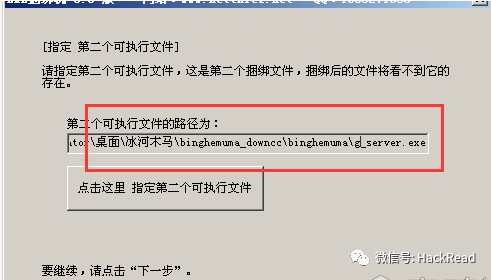 [指定 第二个可执行文件]
请指定第二个可执行文件,这是第二个捆绑文件,捆绑后的文件将看不到它的
存在。
第二个可执行文件的路径为:
\桌面\冰河木马\binghemuma_downcc\binghemuma\g_server.exe
点击这里 指定第二个可执行文件
要继续,请点击“下一步”。
微信号: HackRead